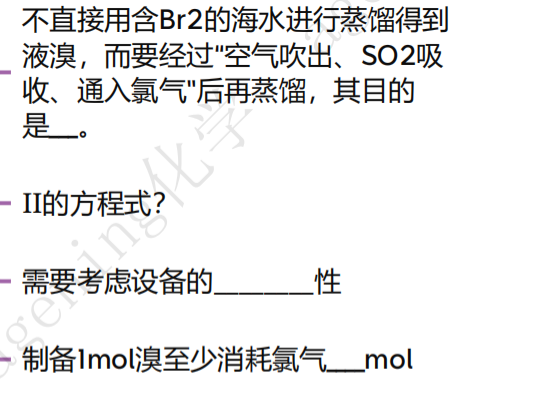 不直接用含Br2的海水进行蒸馏得到
液溴，而要经过"空气吹出、SO2吸
收、通入氯气"后再蒸馏，其目的
是__。
II的方程式？
需要考虑设备的______性
制备1mol溴至少消耗氯气___mol